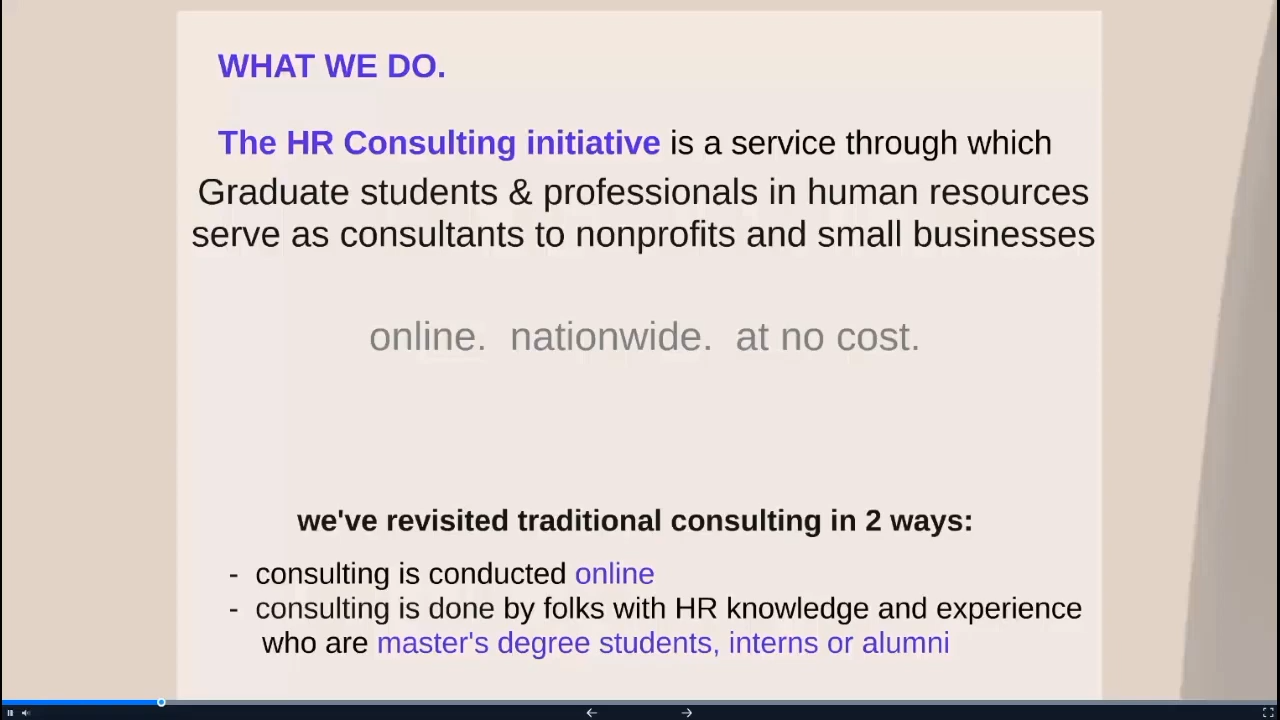 WHAT WE DO.
The HR Consulting initiative is a service through which
Graduate students & professionals in human resources
serve as consultants to nonprofits and small businesses
online.  nationwide.  at no cost.
we've revisited traditional consulting in 2 ways:
- consulting is conducted online
- consulting is done by folks with HR knowledge and experience
who are master's degree students, interns or alumni